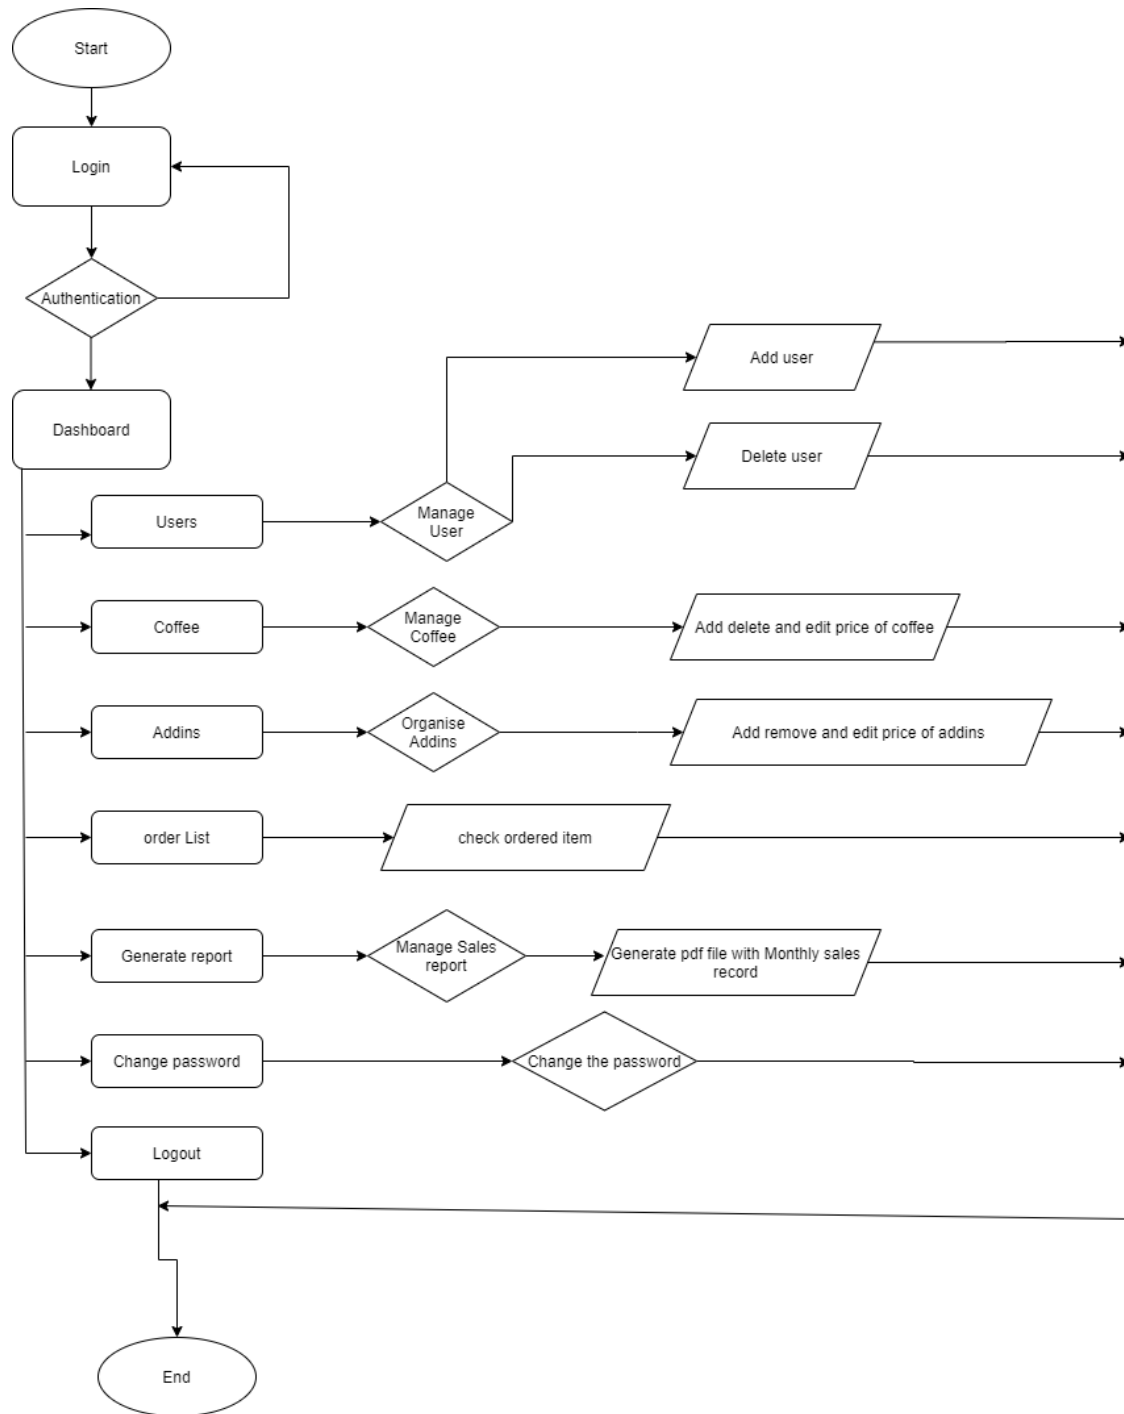 Start
Login
Authentication
Dashboard
Add user
Delete user
Users
Manage
User
Coffee
Manage
Coffee
Add delete and edit price of coffee
Addins
Organise
Addins
Add remove and edit price of addins
order List
check ordered item
Generate report
Manage Sales
report
Generate pdf file with Monthly sales
record
Change password
Change the password
Logout
End